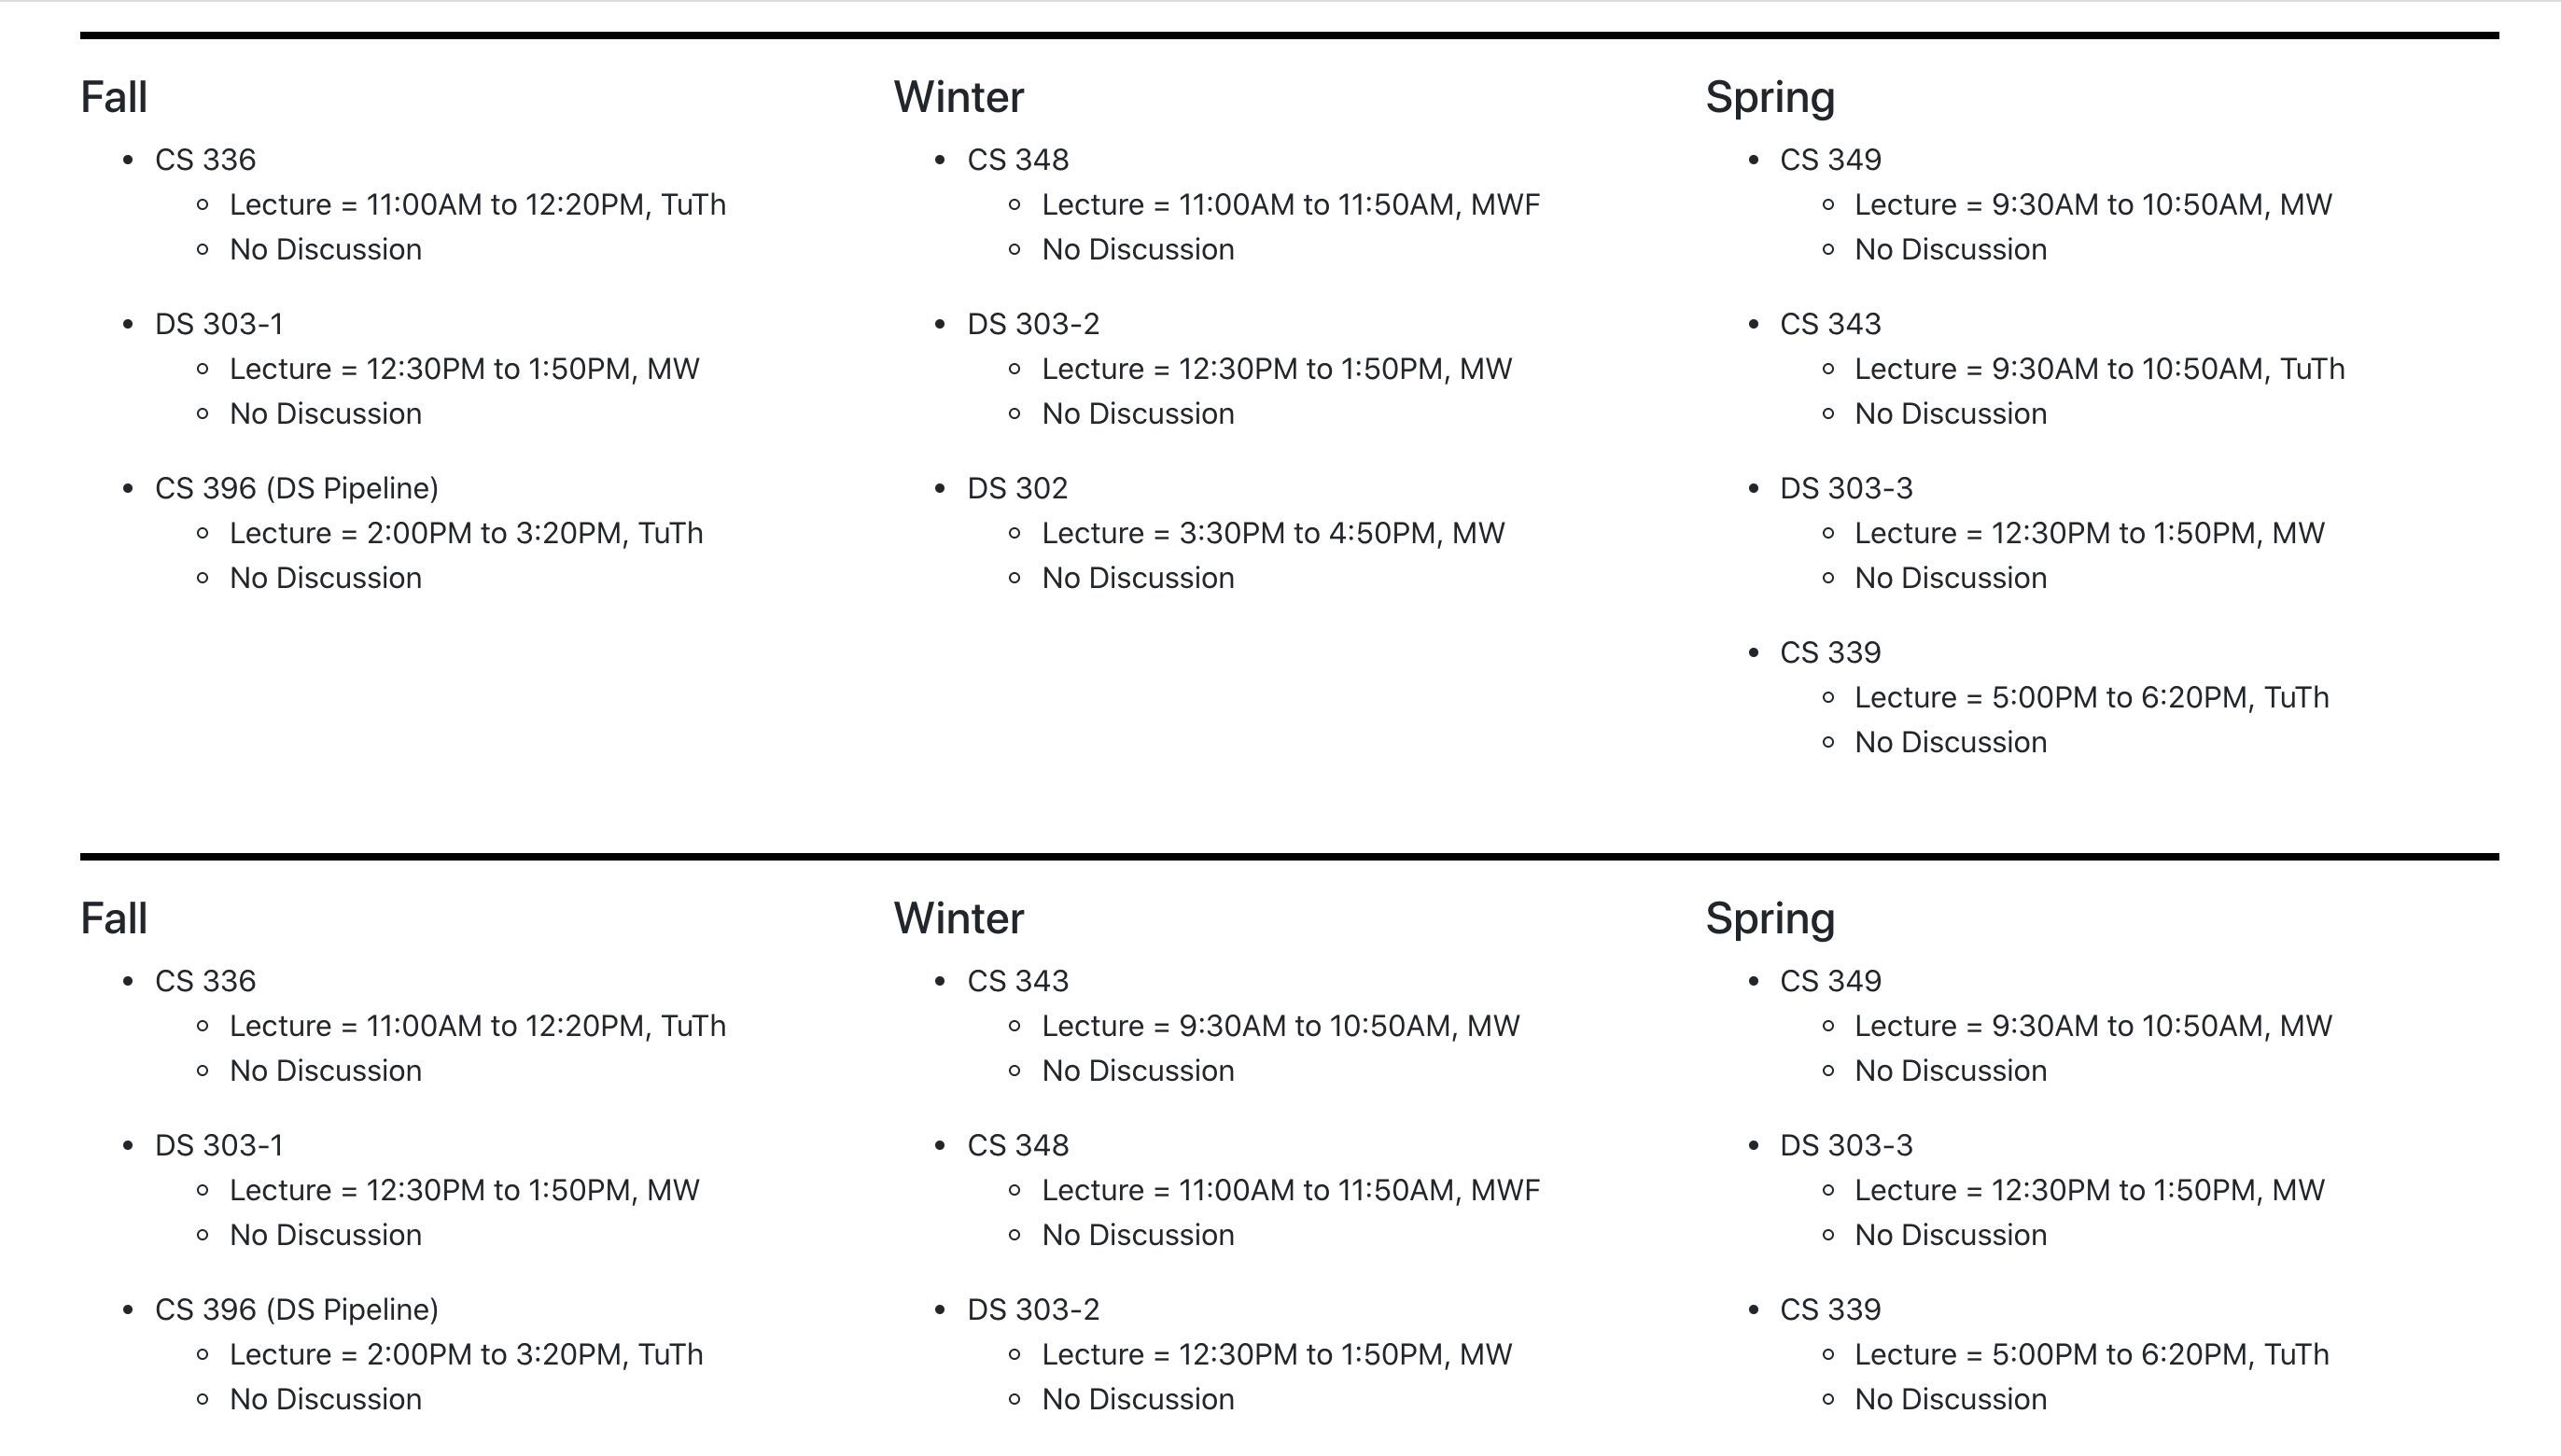 Fall
CS 336
Lecture = 11:00AM to 12:20PM, TuTh
No Discussion
DS 303-1
Lecture = 12:30PM to 1:50PM, MW
No Discussion
CS 396 (DS Pipeline)
Lecture = 2:00PM to 3:20PM, TuTh
No Discussion
Winter
CS 348
Lecture = 11:00AM to 11:50AM, MWF
No Discussion
DS 303-2
Lecture = 12:30PM to 1:50PM, MW
No Discussion
DS 302
Lecture = 3:30PM to 4:50PM, MW
No Discussion
Spring
CS 349
Lecture = 9:30AM to 10:50AM, MW
No Discussion
CS 343
Lecture = 9:30AM to 10:50AM, TuTh
No Discussion
DS 303-3
Lecture = 12:30PM to 1:50PM, MW
No Discussion
CS 339
Lecture = 5:00PM to 6:20PM, TuTh
No Discussion
Fall
CS 336
Lecture = 11:00AM to 12:20PM, TuTh
No Discussion
DS 303-1
Lecture = 12:30PM to 1:50PM, MW
No Discussion
CS 396 (DS Pipeline)
Lecture = 2:00PM to 3:20PM, TuTh
No Discussion
Winter
CS 343
Lecture = 9:30AM to 10:50AM, MW
No Discussion
CS 348
Lecture = 11:00AM to 11:50AM, MWF
No Discussion
DS 303-2
Lecture = 12:30PM to 1:50PM, MW
No Discussion
Spring
CS 349
Lecture = 9:30AM to 10:50AM, MW
No Discussion
DS 303-3
Lecture = 12:30PM to 1:50PM, MW
No Discussion
CS 339
Lecture = 5:00PM to 6:20PM, TuTh
No Discussion